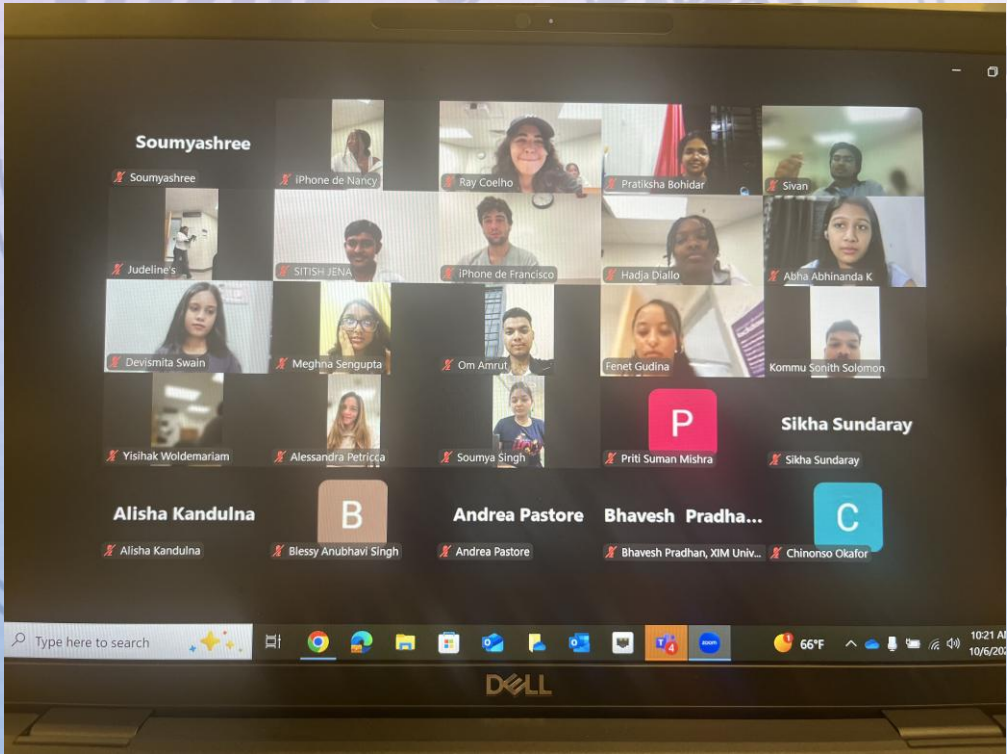 Soumyashree
Soumyashree
iPhone de Nancy
Ray Coelho
Pratiksha Bohidar
Sivan
Judeline's
SITISH JENA
iPhone de Francisco
Hadja Diallo
Abha Abhinanda K
Devismita Swain
Meghna Sengupta
Om Amrut
Fenet Gudina
Kommu Sonith Solomon
Yisihak Woldemariam
Alessandra Petricca
Soumya Singh
P
Priti Suman Mishra
Sikha Sundaray
Sikha Sundaray
Alisha Kandulna
Alisha Kandulna
B
Blessy Anubhavi Singh
Andrea Pastore
Andrea Pastore
Bhavesh Pradha...
Bhavesh Pradhan, XIM Univ...
C
Chinonso Okafor
Type here to search
4
zoom
1
66°F
10:21 A
10/6/202
DELL